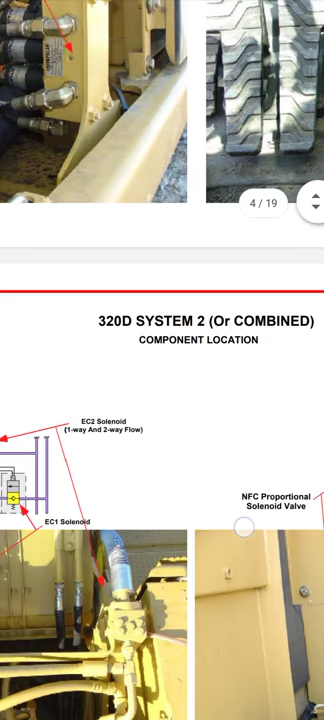 4 / 19
320D SYSTEM 2 (Or COMBINED)
COMPONENT LOCATION
EC2 Solenoid
(1-way And 2-way Flow)
NFC Proportional
Solenoid Valve
EC1 Solenoid